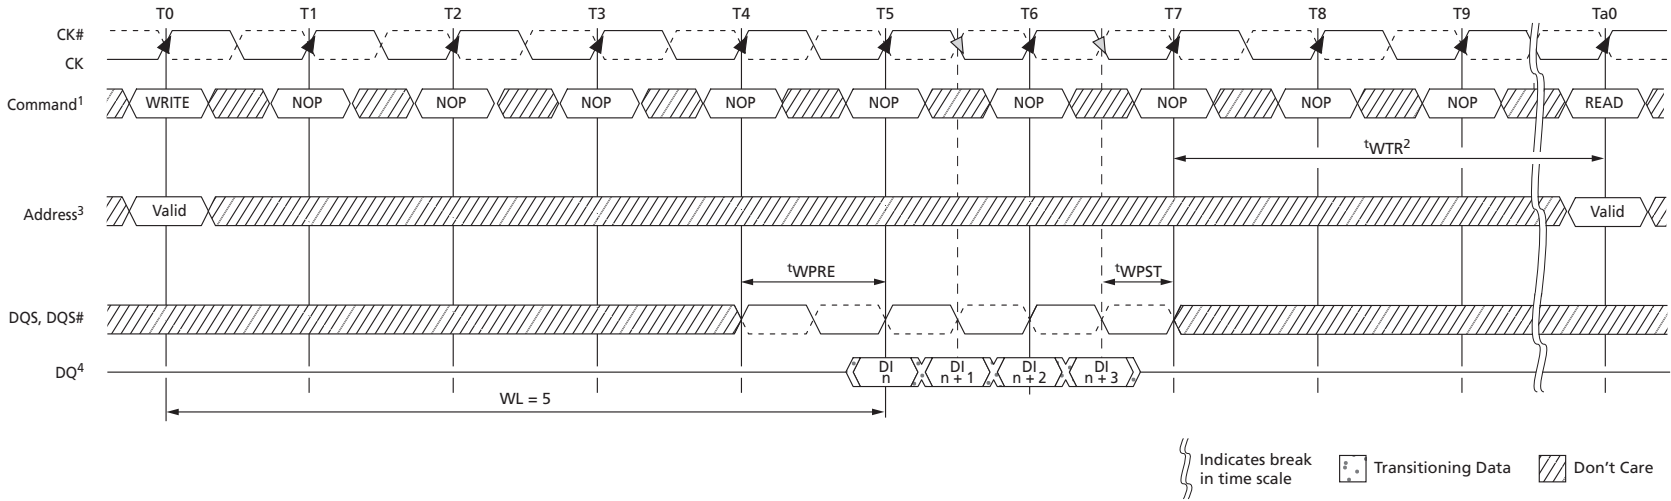 T0 T1 T2 T3 T4 T5 T6 T7 T8 T9 Ta0
CK#
CK
Command¹ WRITE NOP NOP NOP NOP NOP NOP NOP NOP NOP READ
tWTR²
Address³ Valid Valid
tWPRE tWPST
DQS, DQS#
DQ⁴ DI n DI n + 1 DI n + 2 DI n + 3
WL = 5
Indicates break
in time scale
Transitioning Data
Don't Care